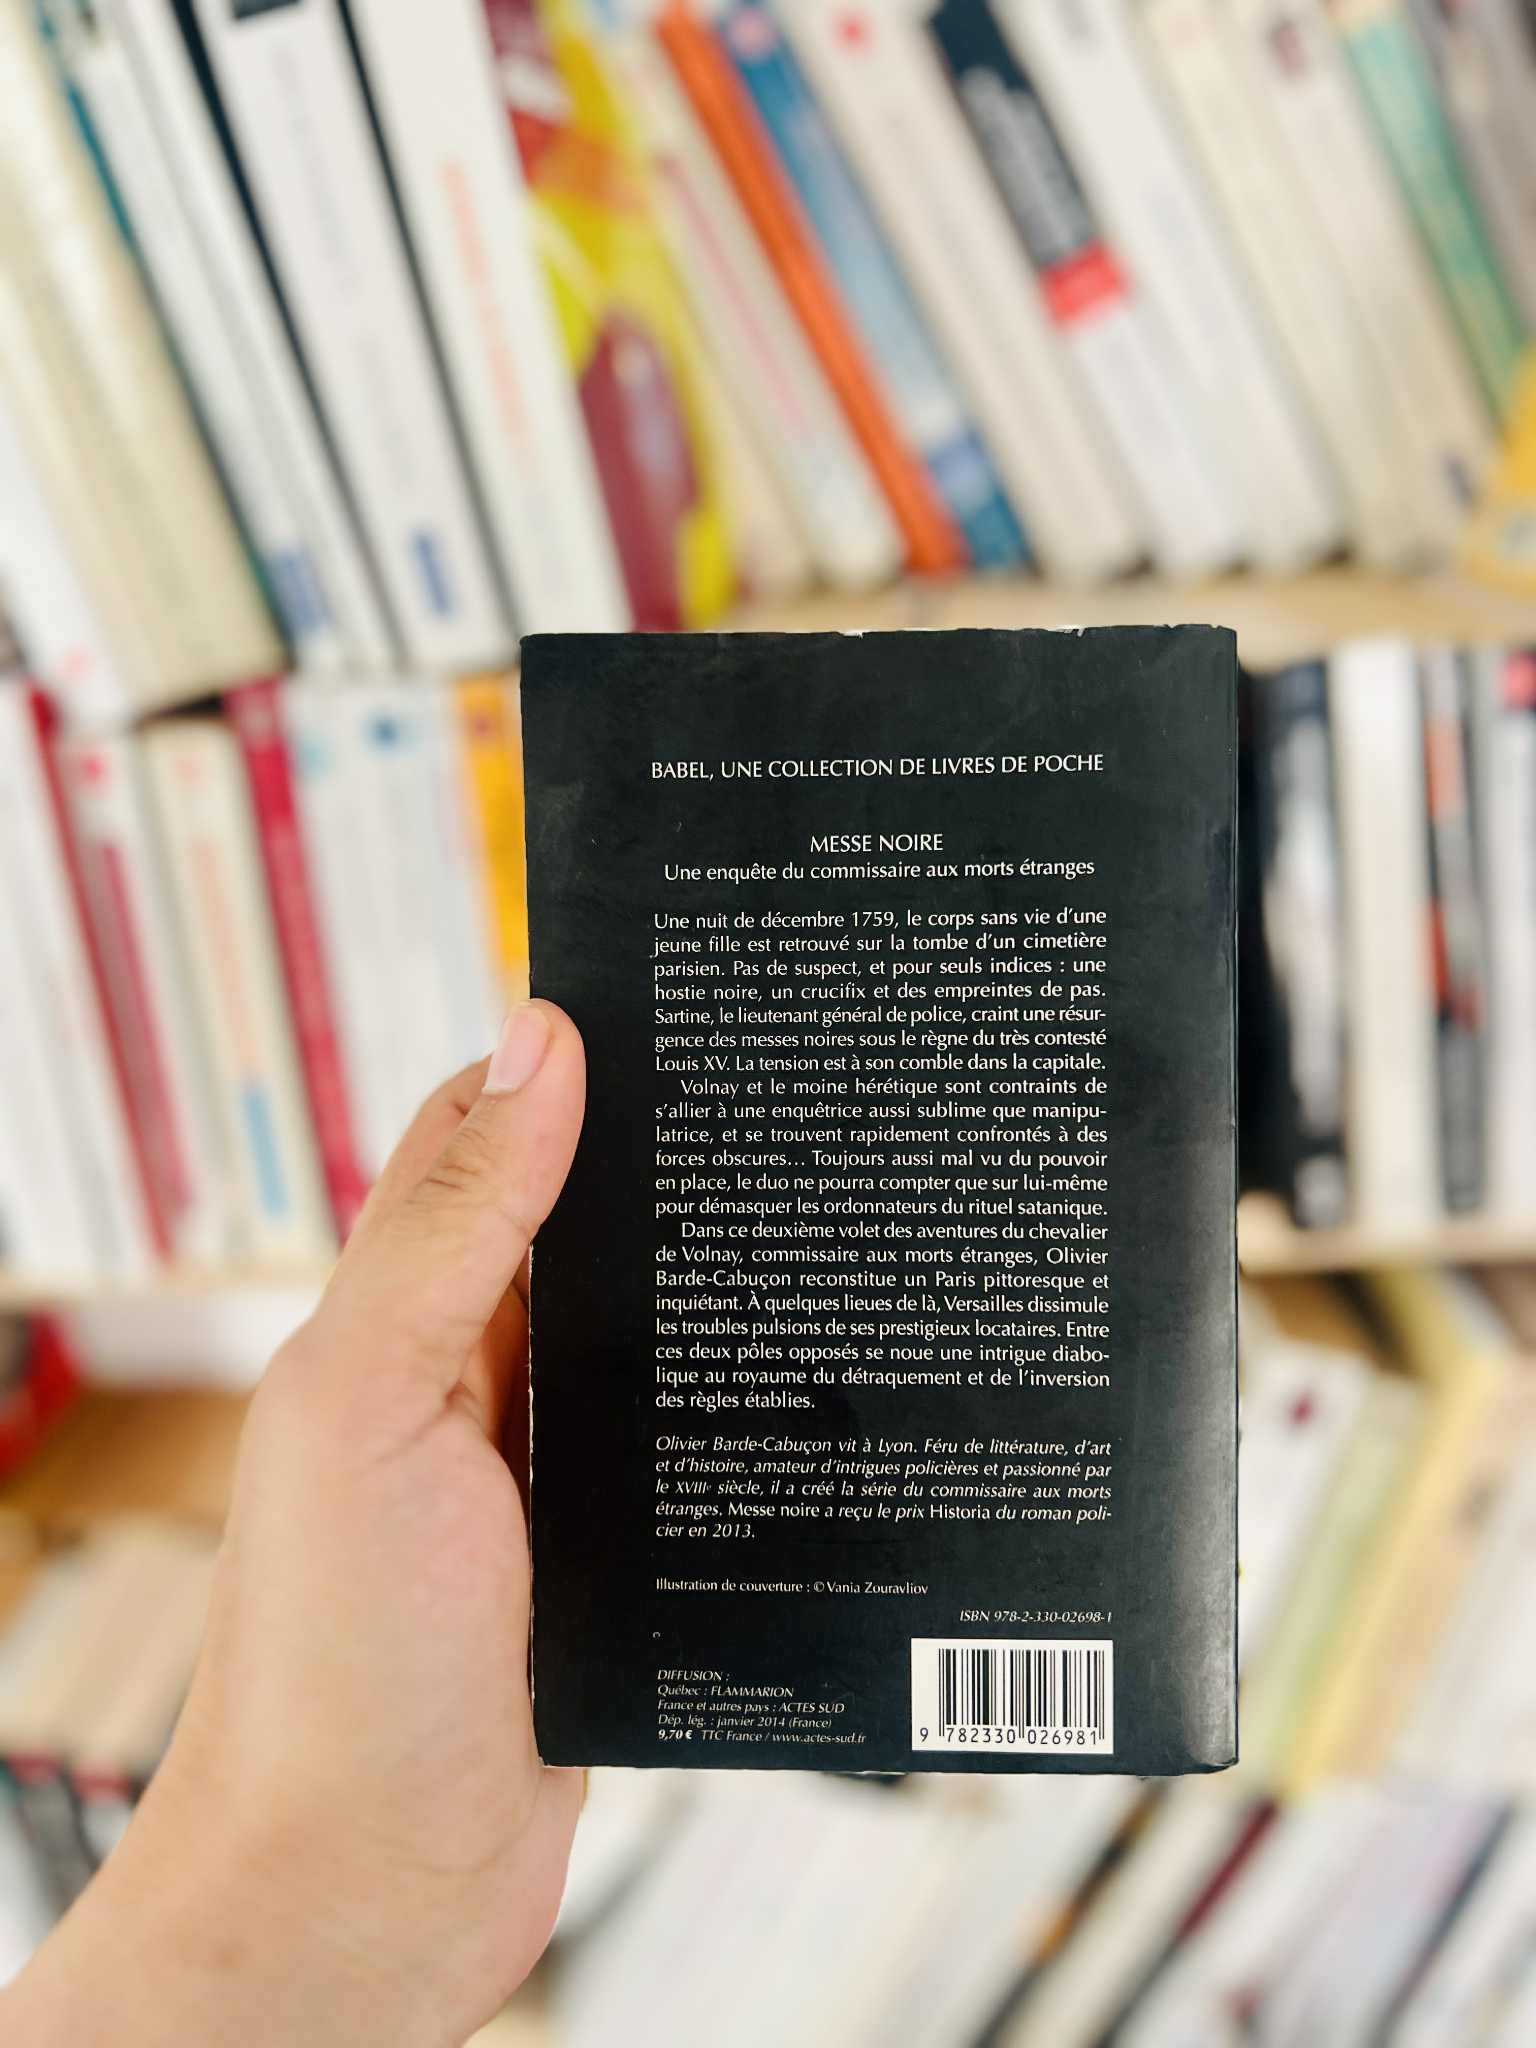 BABEL, UNE COLLECTION DE LIVRES DE POCHE
MESSE NOIRE
Une enquête du commissaire aux morts étranges
Une nuit de décembre 1759, le corps sans vie d'une
jeune fille est retrouvé sur la tombe d'un cimetière
parisien. Pas de suspect, et pour seuls indices : une
hostie noire, un crucifix et des empreintes de pas.
Sartine, le lieutenant général de police, craint une résur-
gence des messes noires sous le règne du très contesté
Louis XV. La tension est à son comble dans la capitale.
Volnay et le moine hérétique sont contraints de
s'allier à une enquêtrice aussi sublime que manipu-
latrice, et se trouvent rapidement confrontés à des
forces obscures... Toujours aussi mal vu du pouvoir
en place, le duo ne pourra compter que sur lui-même
pour démasquer les ordonnateurs du rituel satanique.
Dans ce deuxième volet des aventures du chevalier
de Volnay, commissaire aux morts étranges, Olivier
Barde-Cabuçon reconstitue un Paris pittoresque et
inquiétant. À quelques lieues de là, Versailles dissimule
les troubles pulsions de ses prestigieux locataires. Entre
ces deux pôles opposés se noue une intrigue diabo-
lique au royaume du détraquement et de l'inversion
des règles établies.
Olivier Barde-Cabuçon vit à Lyon. Féru de littérature, d'art
et d'histoire, amateur d'intrigues policières et passionné par
le XVIIIe siècle, il a créé la série du commissaire aux morts
étranges. Messe noire a reçu le prix Historia du roman poli-
cier en 2013.
Illustration de couverture : © Vania Zouravliov
ISBN 978-2-330-02698-1
DIFFUSION :
Québec : FLAMMARION
France et autres pays : ACTES SUD
Dép. lég. : janvier 2014 (France)
9,70 € TTC France / www.actes-sud.fr
9 782330 026981